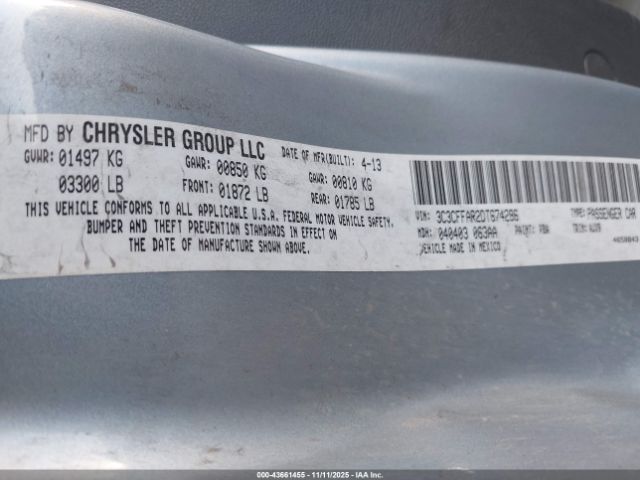 MFD BY CHRYSLER GROUP LLC DATE OF MFR(BUILT): 4-13
GVWR: 01497 KG GAWR: 00850 KG GAWR: 00810 KG
03300 LB FRONT: 01872 LB REAR: 01785 LB
THIS VEHICLE CONFORMS TO ALL APPLICABLE U.S.A. FEDERAL MOTOR VEHICLE SAFETY,
BUMPER AND THEFT PREVENTION STANDARDS IN EFFECT ON
THE DATE OF MANUFACTURE SHOWN ABOVE.
VIN: 3C3CFFAR2DT674286 TYPE: PASSENGER CAR
MDH: 040403 063AA PAINT: PBA TRIM:
VEHICLE MADE IN MEXICO
000-43661455 - 11/11/2025 - IAA Inc.